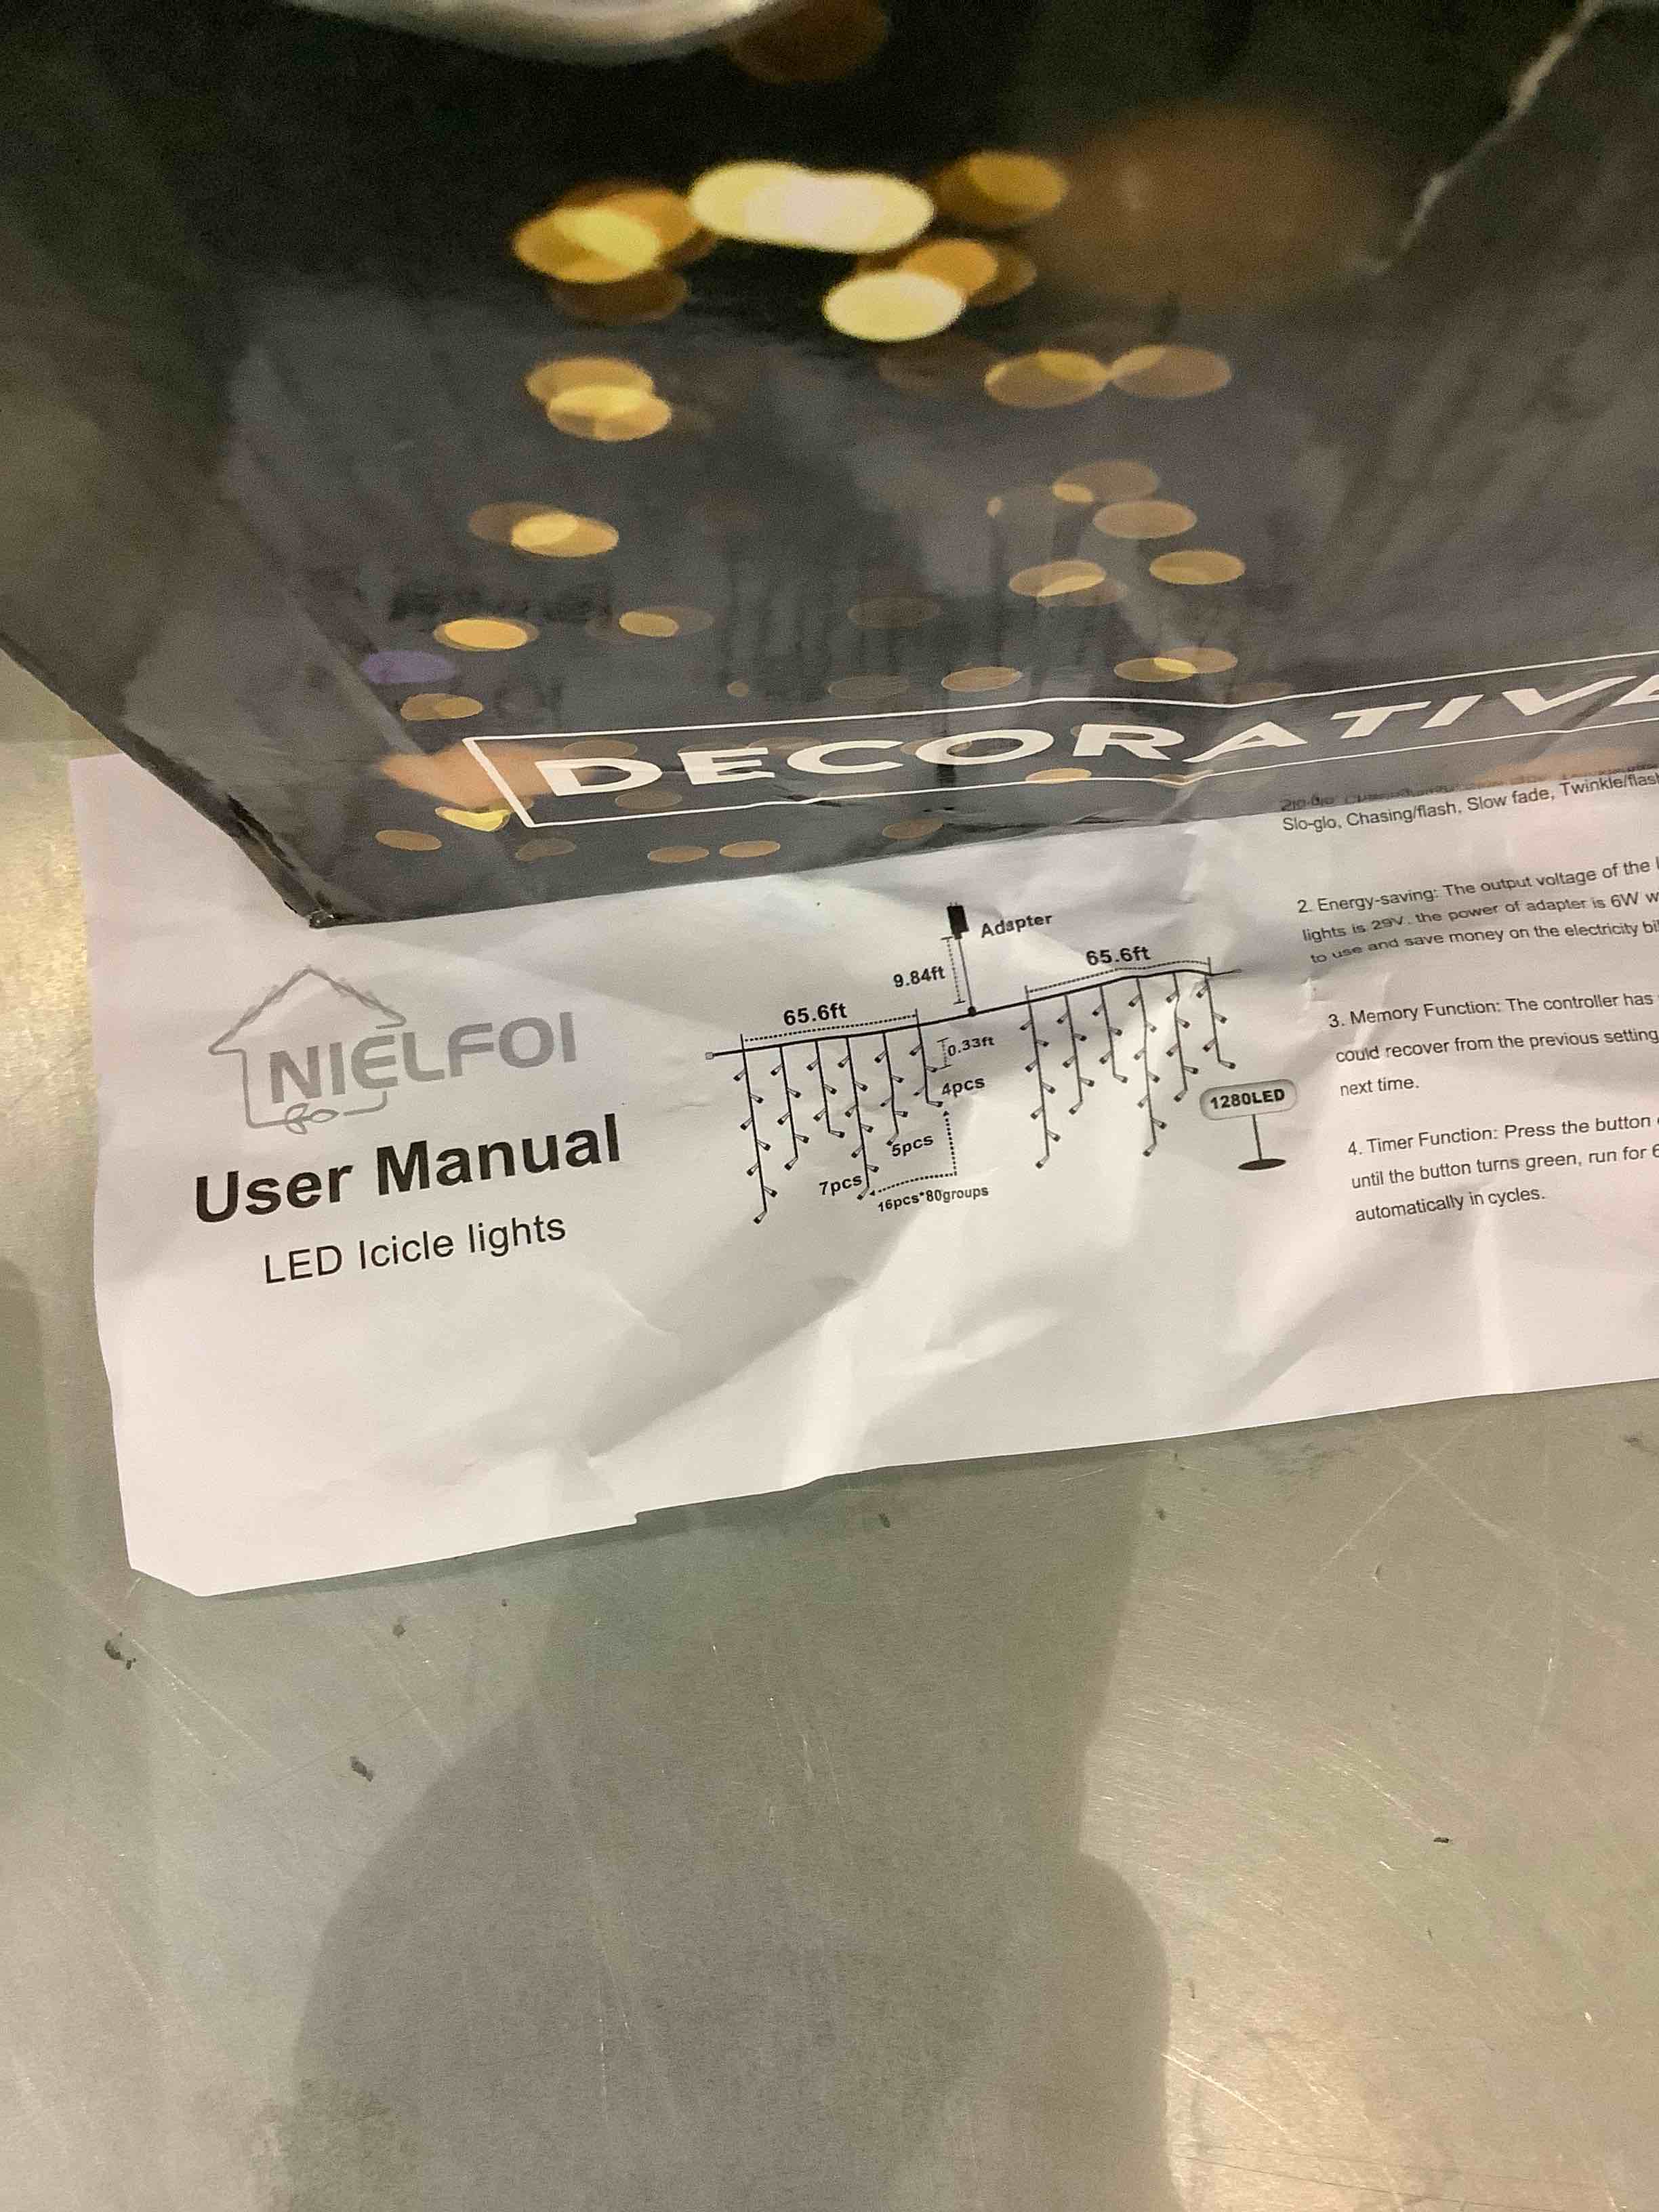 DECORATIV
NIELFOI
User Manual
LED Icicle lights
Adapter
9.84ft
65.6ft
65.6ft
0.33ft
4pcs
5pcs
7pcs
16pcs*80groups
1280LED
Slo-glo, Chasing/flash, Slow fade, Twinkle/flash
2. Energy-saving: The output voltage of the
lights is 29V. the power of adapter is 6W
to use and save money on the electricity
3. Memory Function: The controller has
could recover from the previous setting
next time.
4. Timer Function: Press the button
until the button turns green, run for 6
automatically in cycles.